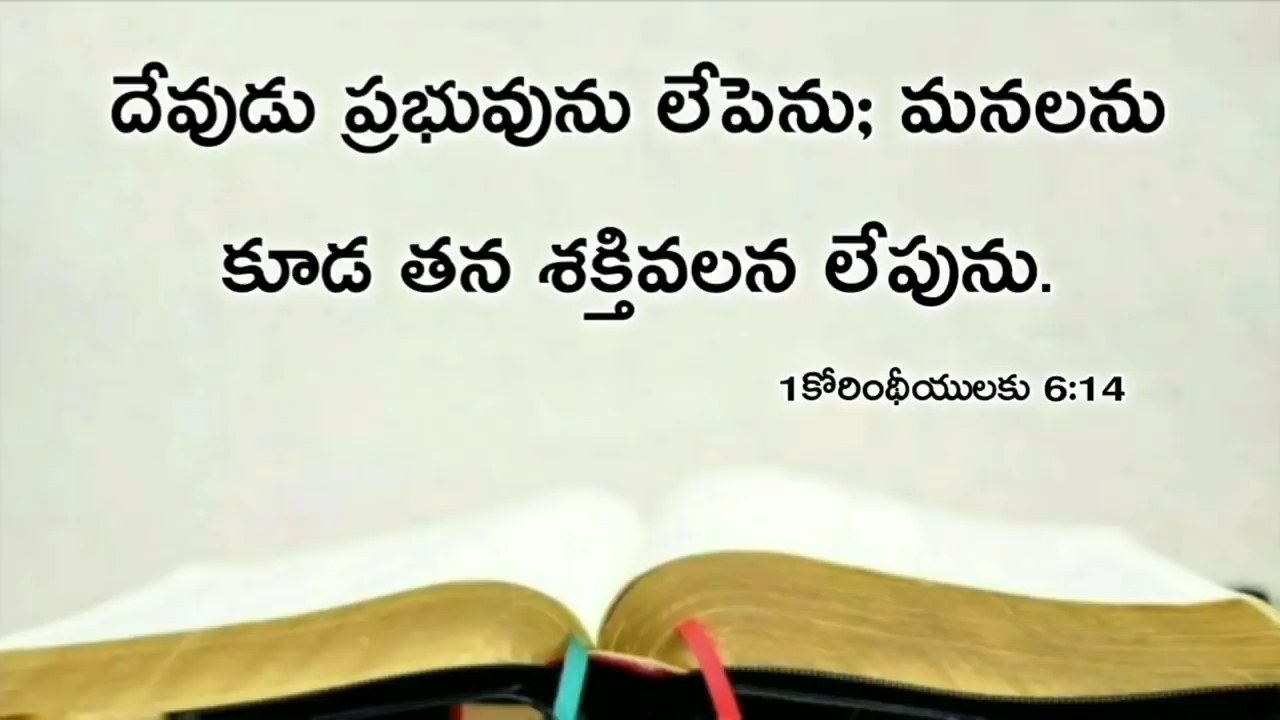 దేవుడు ప్రభువును లేపెను; మనలను
కూడ తన శక్తివలన లేపును.
1కోరింథీయులకు 6:14